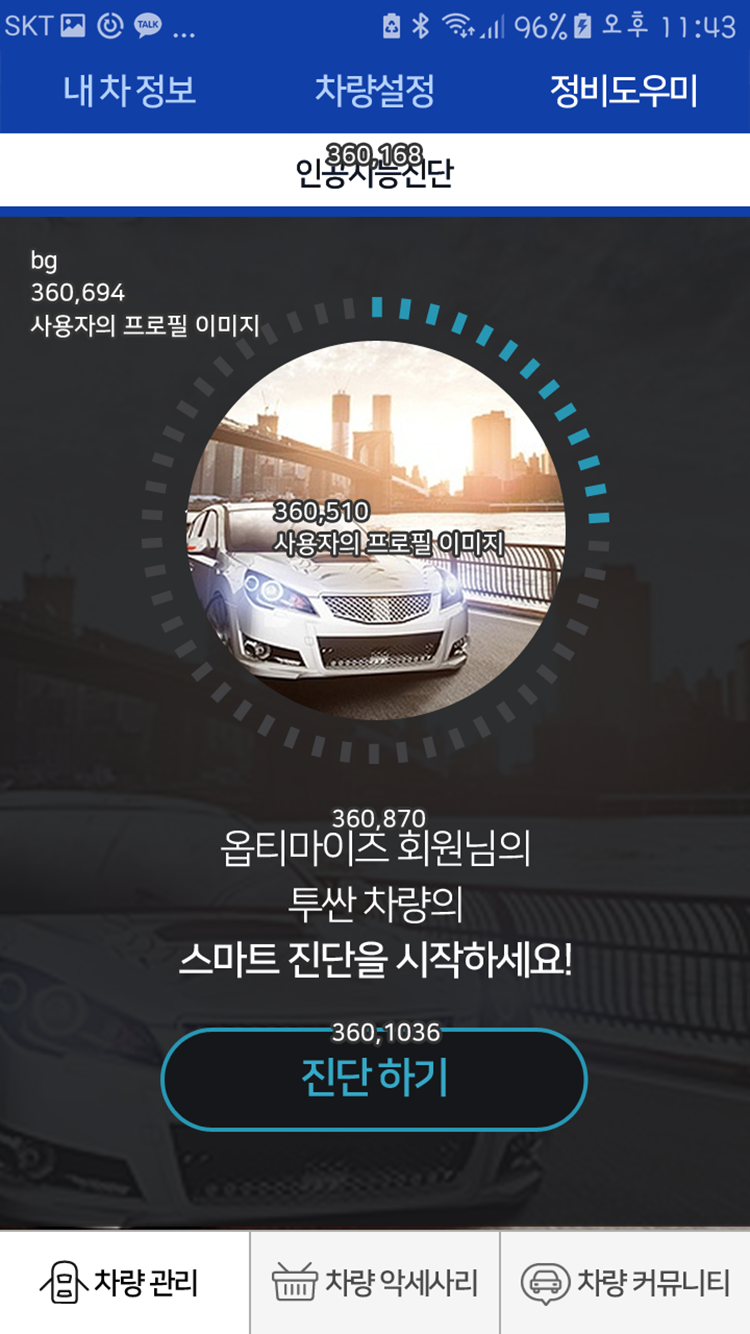 SKT TALK ... 96% 오후 11:43
내 차 정보 차량설정 정비도우미
360,168
인공지능진단
bg
360,694
사용자의 프로필 이미지
360,510
사용자의 프로필 이미지
360,870
옵티마이즈 회원님의
투싼 차량의
스마트 진단을 시작하세요!
360,1036
진단 하기
차량 관리 차량 악세사리 차량 커뮤니티